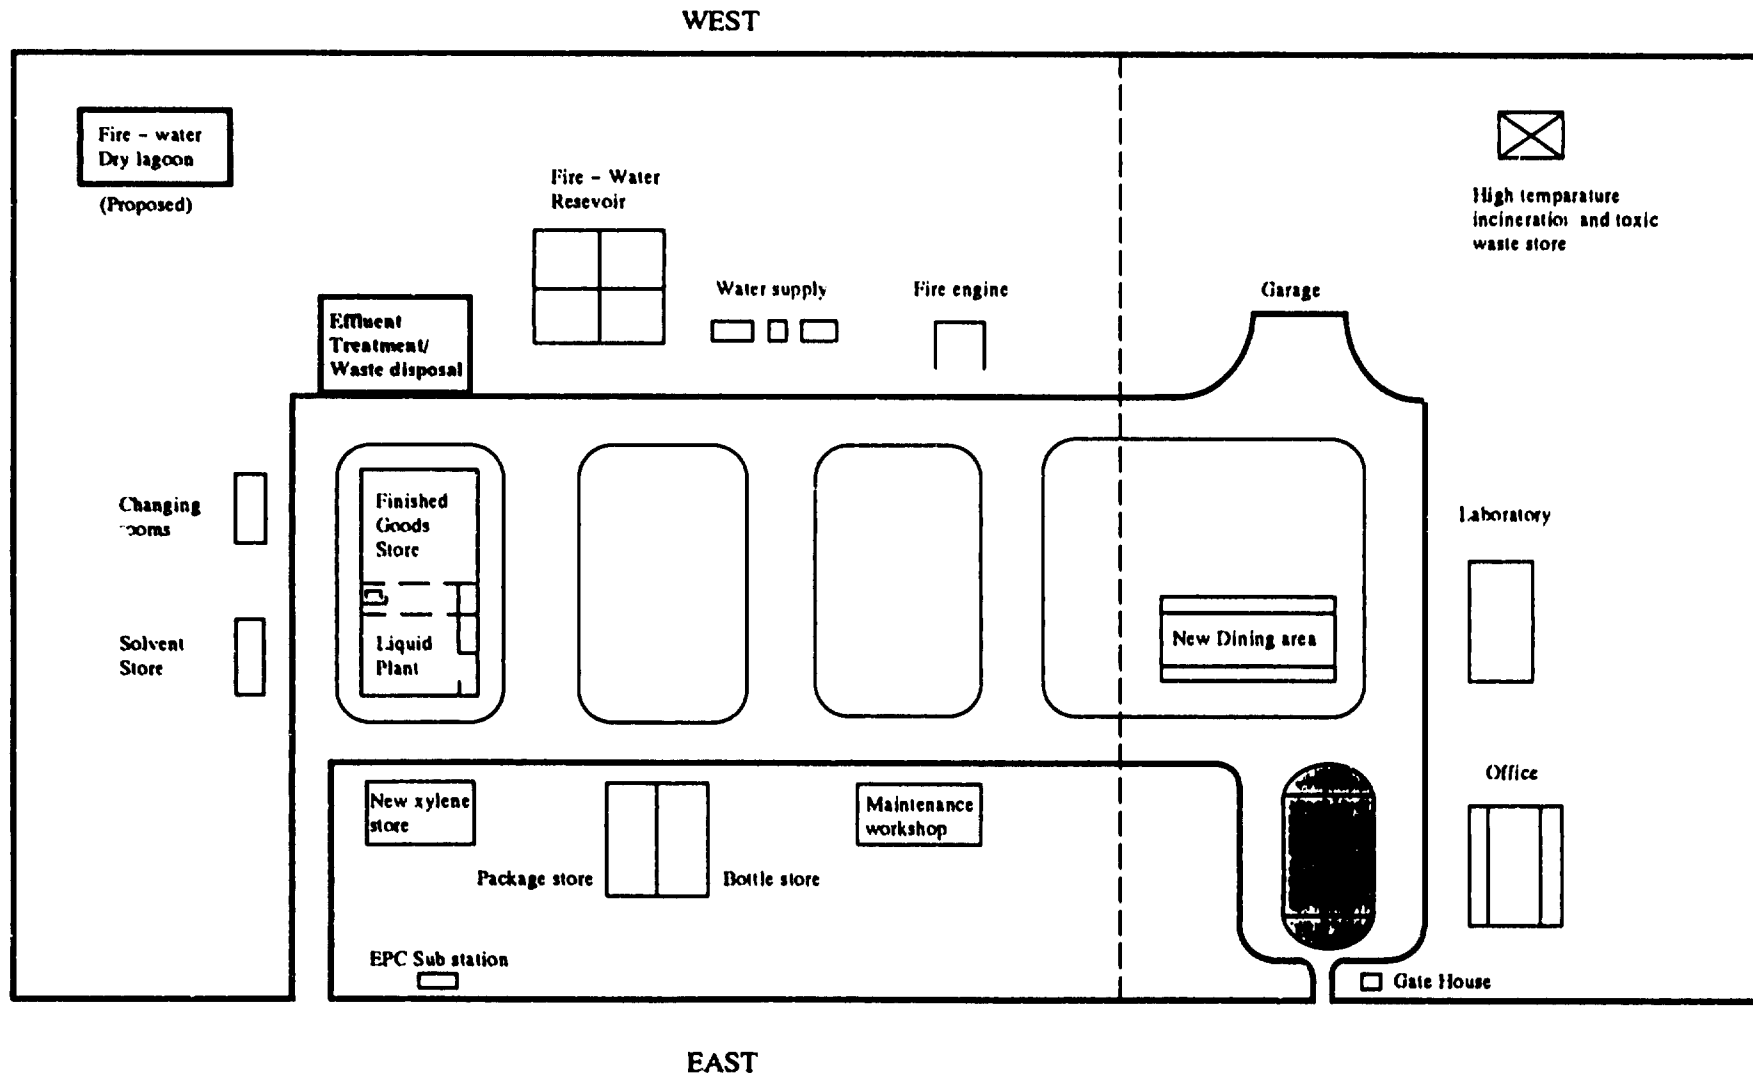 WEST
Fire - water
Dry lagoon
(Proposed)
Fire - Water
Resevoir
High temparature
incineration and toxic
waste store
Water supply
Fire engine
Garage
Effluent
Treatment/
Waste disposal
Changing
rooms
Finished
Goods
Store
Laboratory
Solvent
Store
Liquid
Plant
New Dining area
New xylene
store
Maintenance
workshop
Office
Package store
Bottle store
EPC Sub station
Gate House
EAST